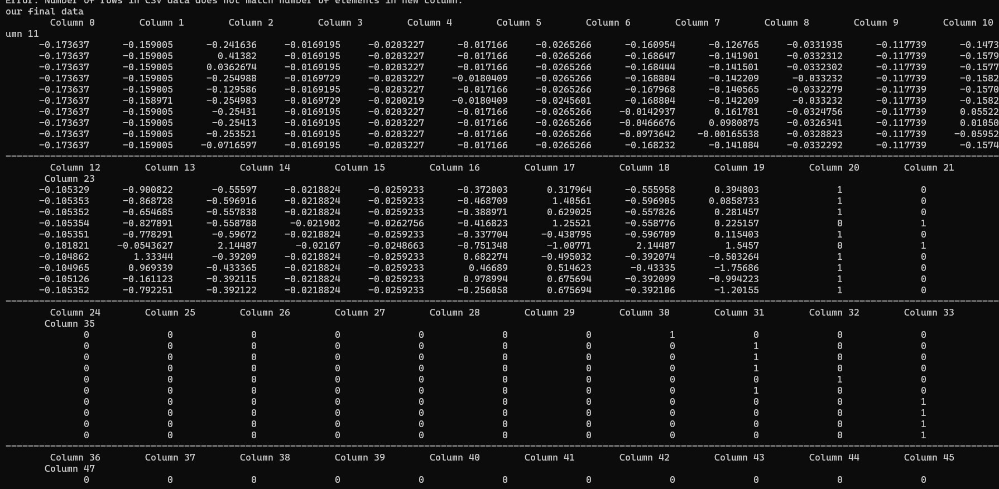 Error: Number of rows in CSV data does not match number of elements in new column.
our final data
Column 0 Column 1 Column 2 Column 3 Column 4 Column 5 Column 6 Column 7 Column 8 Column 9 Column 10
umn 11
-0.173637 -0.159005 -0.241636 -0.0169195 -0.0203227 -0.017166 -0.0265266 -0.160954 -0.126765 -0.0331935 -0.117739 -0.1473
-0.173637 -0.159005 0.41382 -0.0169195 -0.0203227 -0.017166 -0.0265266 -0.168647 -0.141901 -0.0332312 -0.117739 -0.1579
-0.173637 -0.159005 0.0362674 -0.0169195 -0.0203227 -0.017166 -0.0265266 -0.168444 -0.141501 -0.0332302 -0.117739 -0.1577
-0.173637 -0.159005 -0.254988 -0.0169729 -0.0203227 -0.0180409 -0.0265266 -0.168804 -0.142209 -0.033232 -0.117739 -0.1582
-0.173637 -0.159005 -0.129586 -0.0169195 -0.0203227 -0.017166 -0.0265266 -0.167968 -0.140565 -0.0332279 -0.117739 -0.1570
-0.173637 -0.158971 -0.254983 -0.0169729 -0.0200219 -0.0180409 -0.0245601 -0.168804 -0.142209 -0.033232 -0.117739 -0.1582
-0.173637 -0.159005 -0.25431 -0.0169195 -0.0203227 -0.017166 -0.0265266 -0.0142937 0.161781 -0.0324756 -0.117739 0.05522
-0.173637 -0.159005 -0.25413 -0.0169195 -0.0203227 -0.017166 -0.0265266 -0.0466676 0.0980875 -0.0326341 -0.117739 0.01050
-0.173637 -0.159005 -0.253521 -0.0169195 -0.0203227 -0.017166 -0.0265266 -0.0973642 -0.00165538 -0.0328823 -0.117739 -0.05952
-0.173637 -0.159005 -0.0716597 -0.0169195 -0.0203227 -0.017166 -0.0265266 -0.168232 -0.141084 -0.0332292 -0.117739 -0.1574
Column 12 Column 13 Column 14 Column 15 Column 16 Column 17 Column 18 Column 19 Column 20 Column 21
Column 23
-0.105329 -0.900822 -0.55597 -0.0218824 -0.0259233 -0.372003 0.317964 -0.555958 0.394803 1 0
-0.105353 -0.868728 -0.596916 -0.0218824 -0.0259233 -0.468709 1.40561 -0.596905 0.0858733 1 0
-0.105352 -0.654685 -0.557838 -0.0218824 -0.0259233 -0.388971 0.629025 -0.557826 0.281457 1 0
-0.105354 -0.827891 -0.558788 -0.021902 -0.0262756 -0.416823 1.25521 -0.558776 0.225157 0 1
-0.105351 -0.778291 -0.59672 -0.0218824 -0.0259233 -0.337704 -0.438795 -0.596709 0.115403 1 0
0.181821 -0.0543627 2.14487 -0.02167 -0.0248663 -0.751348 -1.00771 2.14487 1.5457 0 1
-0.104862 1.33344 -0.39209 -0.0218824 -0.0259233 0.682274 -0.495032 -0.392074 -0.503264 1 0
-0.104965 0.969339 -0.433365 -0.0218824 -0.0259233 0.46689 0.514623 -0.43335 -1.75686 1 0
-0.105126 -0.161123 -0.392115 -0.0218824 -0.0259233 0.978994 0.675694 -0.392099 -0.994223 1 0
-0.105352 -0.792251 -0.392122 -0.0218824 -0.0259233 -0.256058 0.675694 -0.392106 -1.20155 1 0
Column 24 Column 25 Column 26 Column 27 Column 28 Column 29 Column 30 Column 31 Column 32 Column 33
Column 35
0 0 0 0 0 0 0 1 0 0 0
0 0 0 0 0 0 0 0 1 0 0
0 0 0 0 0 0 0 0 1 0 0
0 0 0 0 0 0 0 0 1 0 0
0 0 0 0 0 0 0 0 0 1 0
0 0 0 0 0 0 0 0 1 0 0
0 0 0 0 0 0 0 0 0 0 1
0 0 0 0 0 0 0 0 0 0 1
0 0 0 0 0 0 0 0 0 0 1
0 0 0 0 0 0 0 0 0 0 1
Column 36 Column 37 Column 38 Column 39 Column 40 Column 41 Column 42 Column 43 Column 44 Column 45
Column 47
0 0 0 0 0 0 0 0 0 0 0